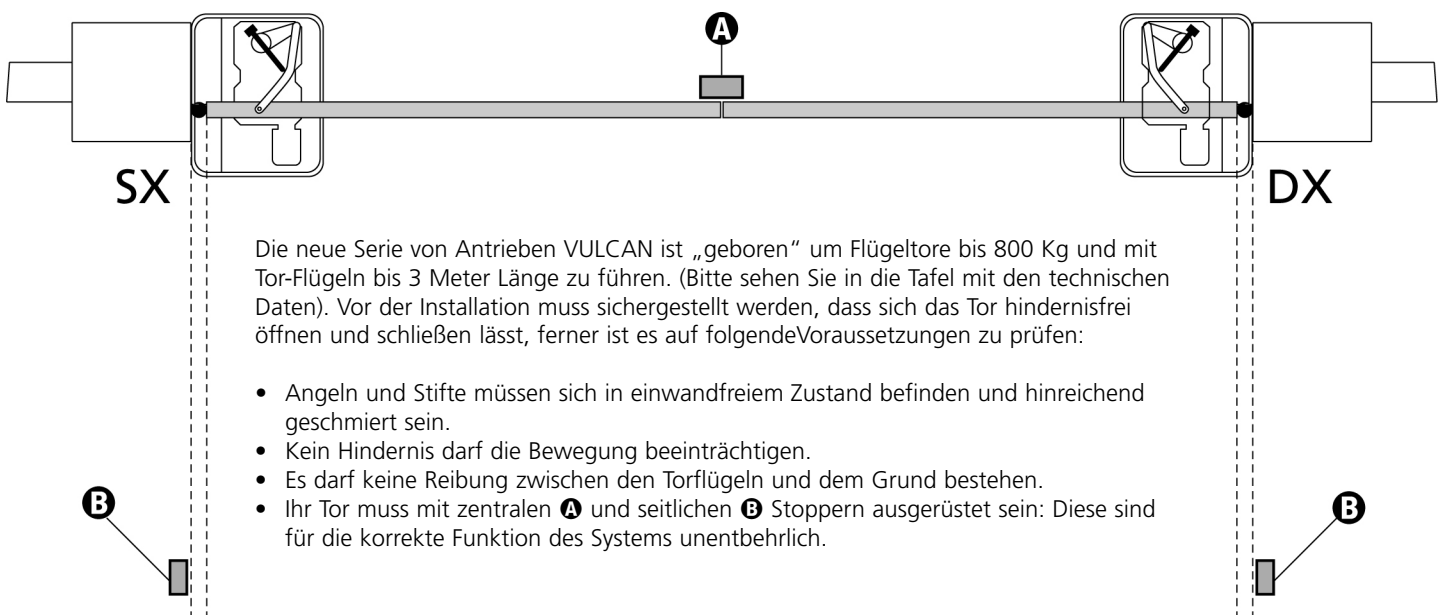 A
SX
DX
Die neue Serie von Antrieben VULCAN ist „geboren“ um Flügeltore bis 800 Kg und mit
Tor-Flügeln bis 3 Meter Länge zu führen. (Bitte sehen Sie in die Tafel mit den technischen
Daten). Vor der Installation muss sichergestellt werden, dass sich das Tor hindernisfrei
öffnen und schließen lässt, ferner ist es auf folgendeVoraussetzungen zu prüfen:
• Angeln und Stifte müssen sich in einwandfreiem Zustand befinden und hinreichend
geschmiert sein.
• Kein Hindernis darf die Bewegung beeinträchtigen.
• Es darf keine Reibung zwischen den Torflügeln und dem Grund bestehen.
• Ihr Tor muss mit zentralen A und seitlichen B Stoppern ausgerüstet sein: Diese sind
für die korrekte Funktion des Systems unentbehrlich.
B
B